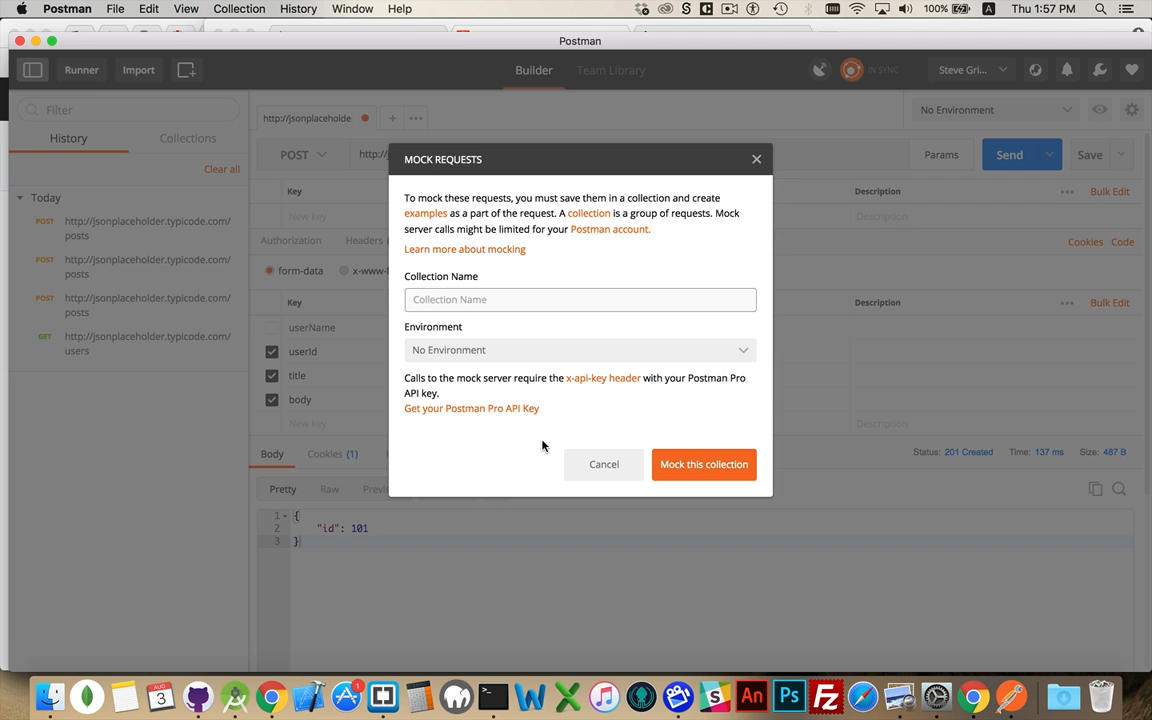 Postman File Edit View Collection History Window Help 100% A Thu 1:57 PM
Postman
Runner Import Builder Team Library IN SYNC Steve Gri...
Filter
http://jsonplaceholde
No Environment
History Collections
POST http:/ Params Send Save
Clear all
Today
Key Description Bulk Edit
New key Description
POST http://jsonplaceholder.typicode.com/
posts
Authorization Headers Cookies Code
POST http://jsonplaceholder.typicode.com/
posts
form-data x-www-
POST http://jsonplaceholder.typicode.com/
posts
Key Description Bulk Edit
GET http://jsonplaceholder.typicode.com/
users
userName
userId
title
body
New key Description
MOCK REQUESTS
To mock these requests, you must save them in a collection and create
examples as a part of the request. A collection is a group of requests. Mock
server calls might be limited for your Postman account.
Learn more about mocking
Collection Name
Collection Name
Environment
No Environment
Calls to the mock server require the x-api-key header with your Postman Pro
API key.
Get your Postman Pro API Key
Cancel Mock this collection
Body Cookies (1) Status: 201 Created Time: 137 ms Size: 487 B
Pretty Raw Previe
1 {
2 "id": 101
3 }
AUG
3
1
An Ps FZ